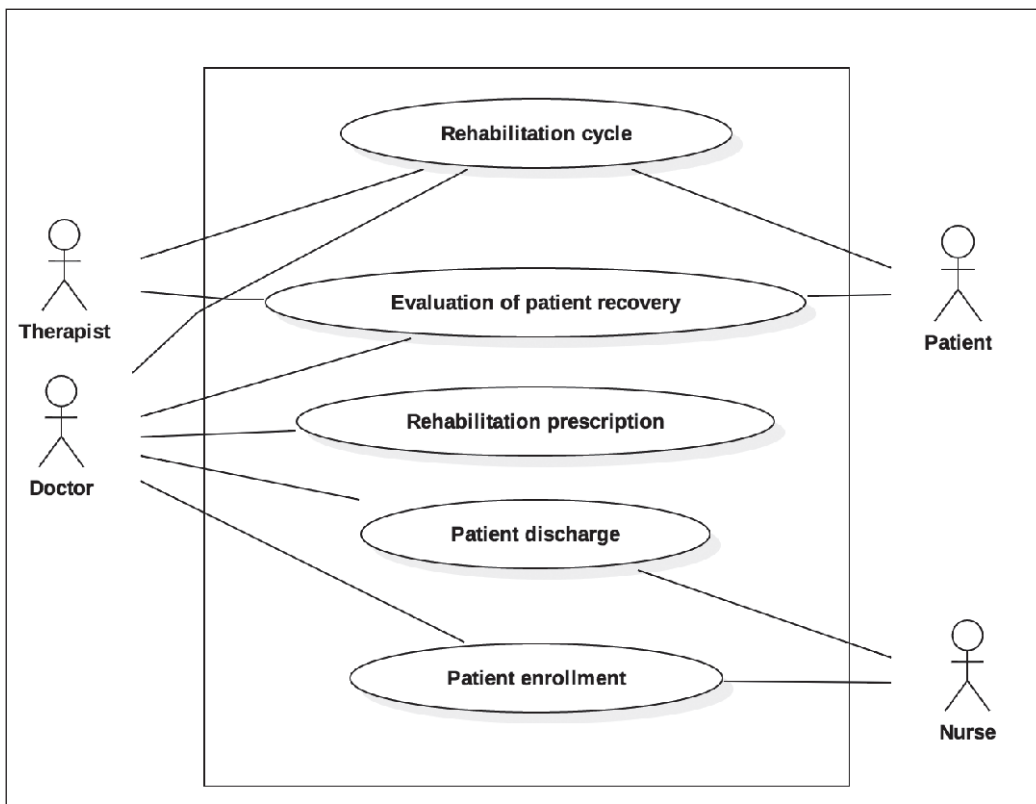 Rehabilitation cycle
Evaluation of patient recovery
Therapist
Patient
Rehabilitation prescription
Doctor
Patient discharge
Patient enrollment
Nurse